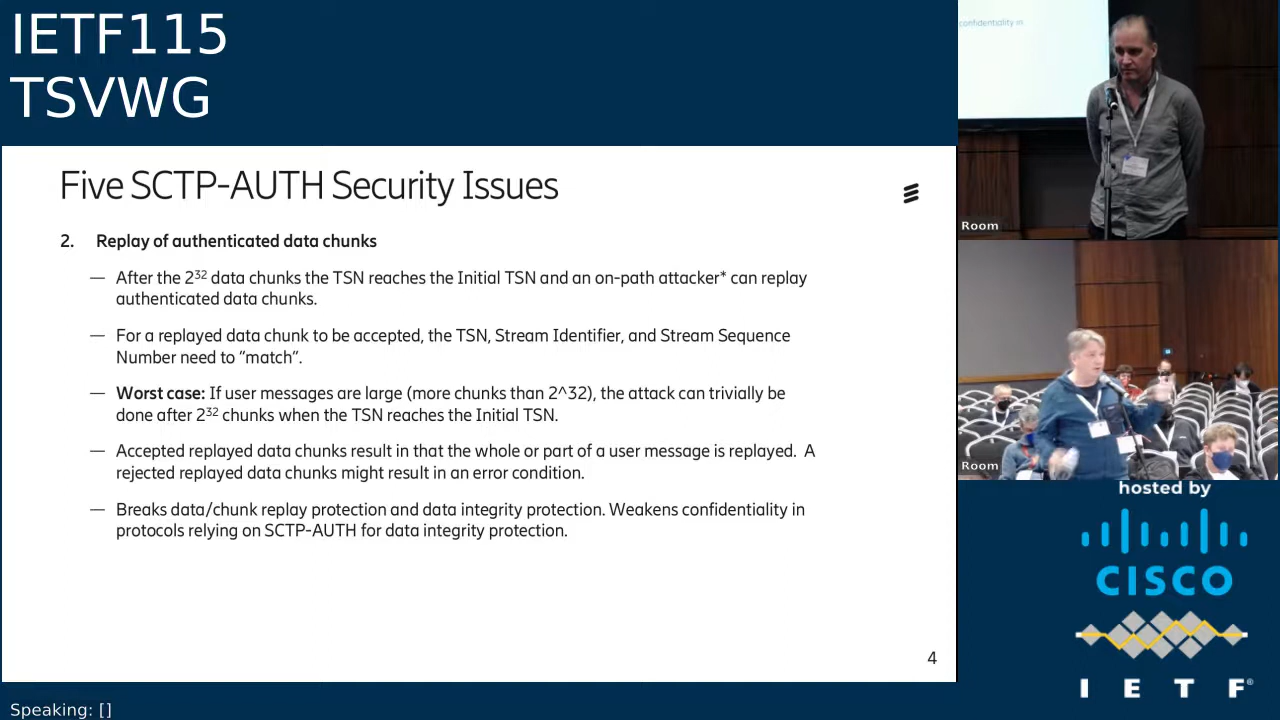 IETF115
TSVWG
Five SCTP-AUTH Security Issues
2. Replay of authenticated data chunks
— After the 2³² data chunks the TSN reaches the Initial TSN and an on-path attacker* can replay
authenticated data chunks.
— For a replayed data chunk to be accepted, the TSN, Stream Identifier, and Stream Sequence
Number need to “match”.
— Worst case: If user messages are large (more chunks than 2^32), the attack can trivially be
done after 2³² chunks when the TSN reaches the Initial TSN.
— Accepted replayed data chunks result in that the whole or part of a user message is replayed. A
rejected replayed data chunks might result in an error condition.
— Breaks data/chunk replay protection and data integrity protection. Weakens confidentiality in
protocols relying on SCTP-AUTH for data integrity protection.
4
Speaking: []
confidentiality in
Room
Room
hosted by
CISCO
I E T F®